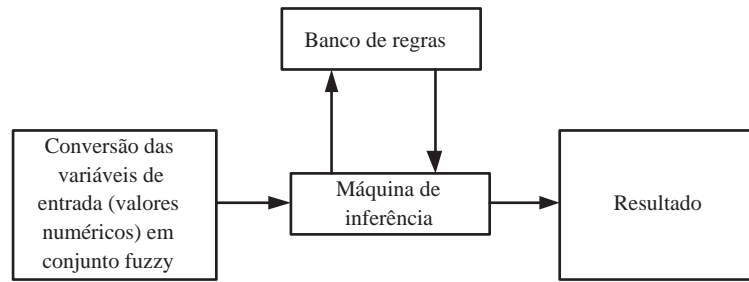 Banco de regras
Conversão das
variáveis de
entrada (valores
numéricos) em
conjunto fuzzy
Máquina de
inferência
Resultado